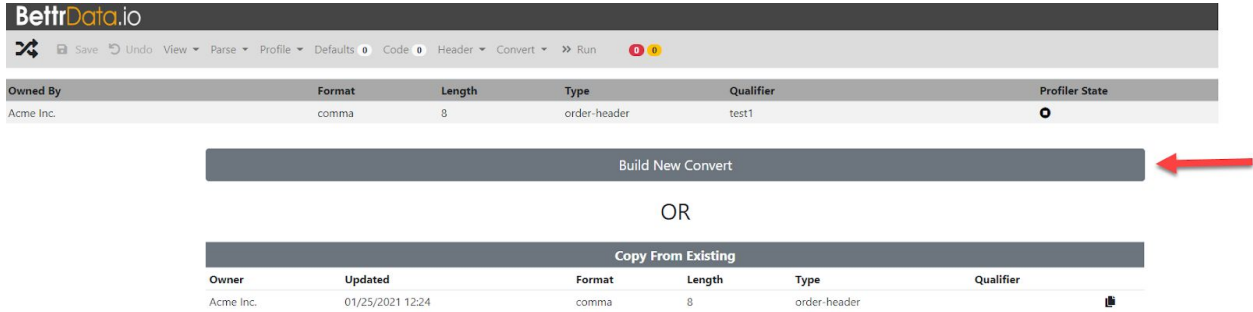 BettrData.io
Save Undo View Parse Profile Defaults 0 Code 0 Header Convert Run 0 0
Owned By Format Length Type Qualifier Profiler State
Acme Inc. comma 8 order-header test1
Build New Convert
OR
Copy From Existing
Owner Updated Format Length Type Qualifier
Acme Inc. 01/25/2021 12:24 comma 8 order-header